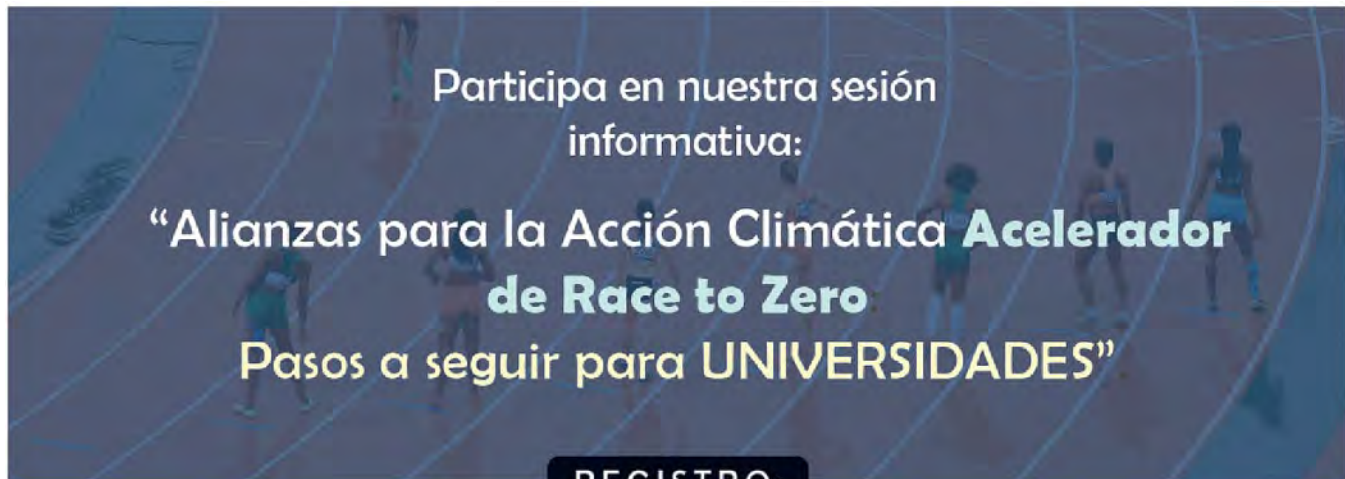 Participa en nuestra sesión
informativa:
“Alianzas para la Acción Climática Acelerador
de Race to Zero:
Pasos a seguir para UNIVERSIDADES”
REGISTRO